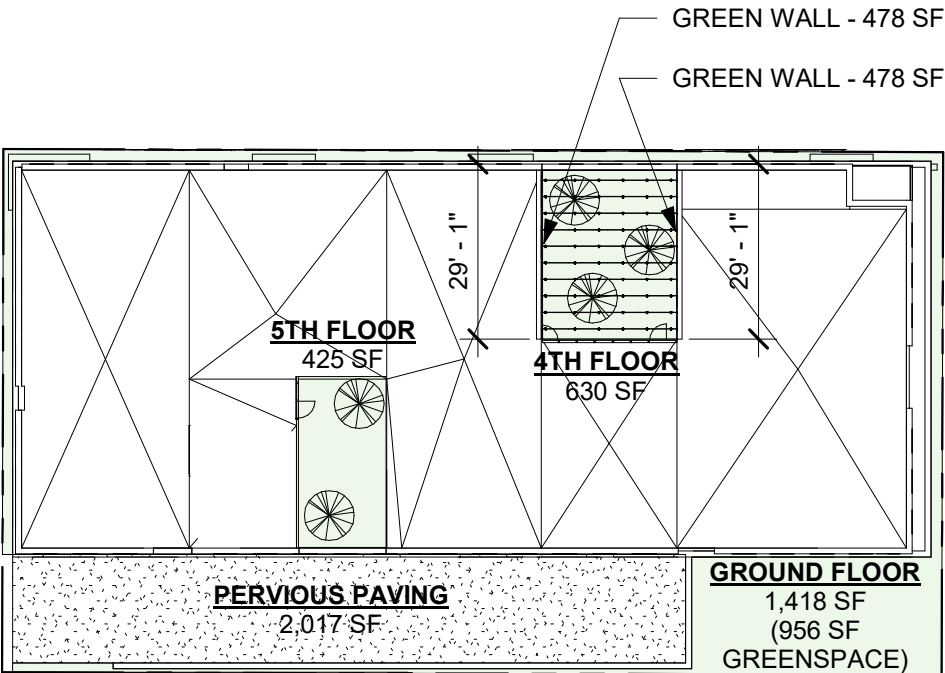 GREEN WALL - 478 SF
GREEN WALL - 478 SF
29' - 1"
29' - 1"
5TH FLOOR
425 SF
4TH FLOOR
630 SF
PERVIOUS PAVING
2,017 SF
GROUND FLOOR
1,418 SF
(956 SF
GREENSPACE)